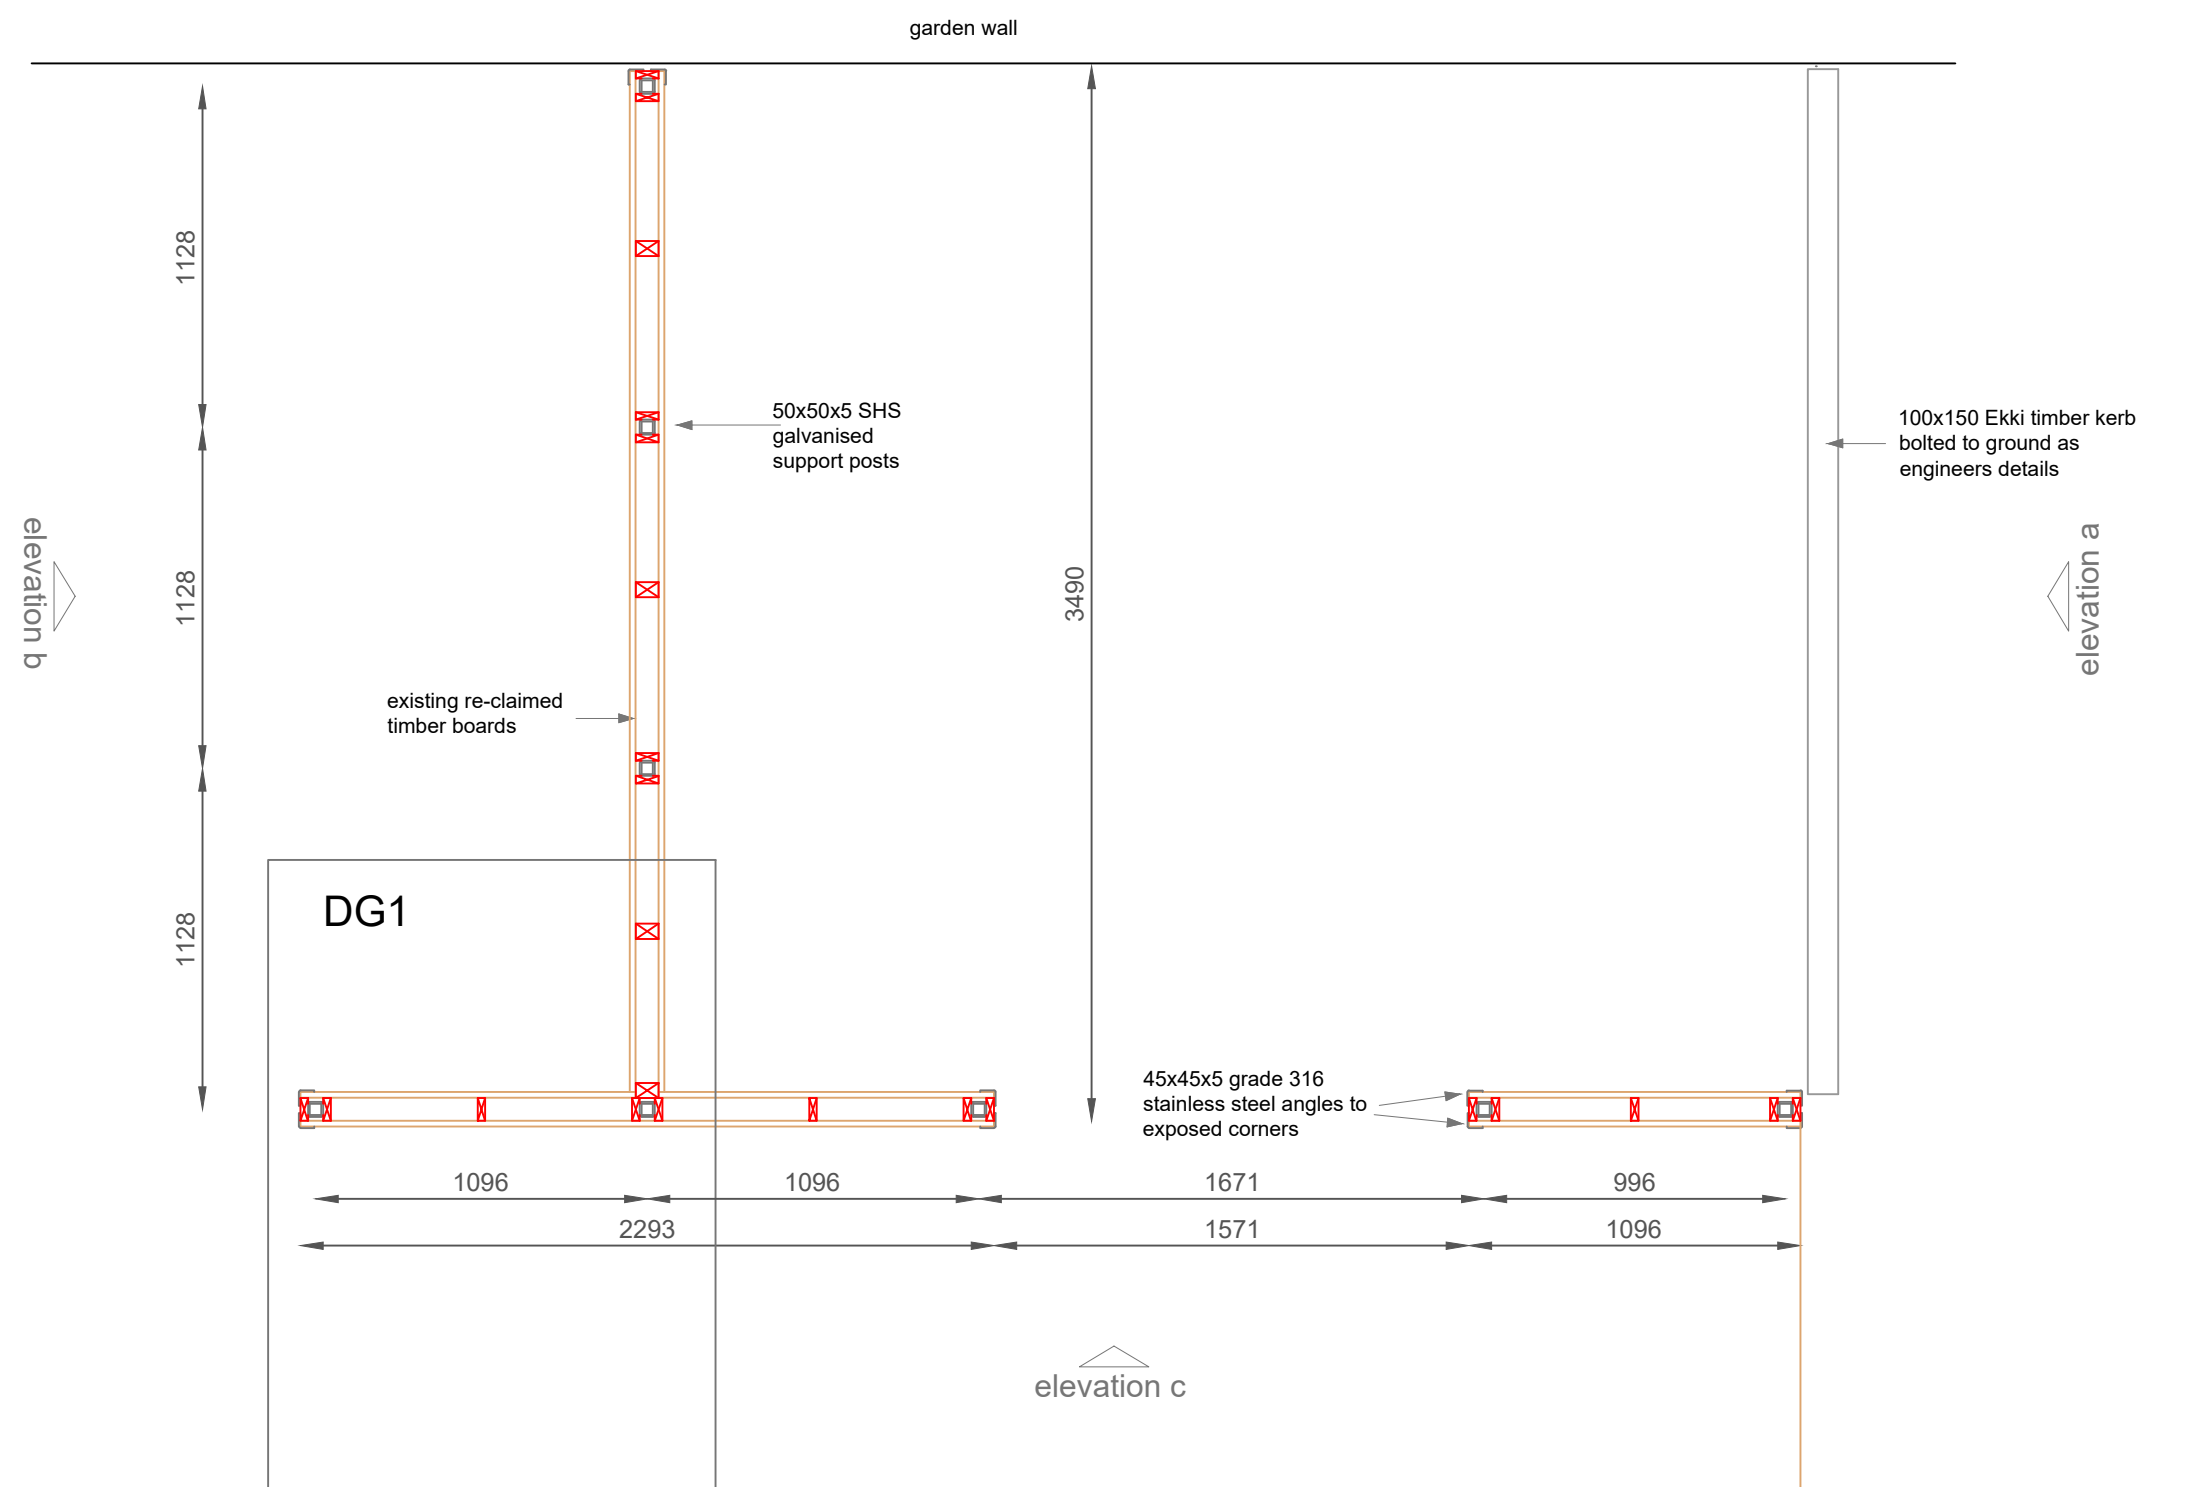 garden wall
1128
50x50x5 SHS
galvanised
support posts
100x150 Ekki timber kerb
bolted to ground as
engineers details
elevation b
1128
3490
elevation a
existing re-claimed
timber boards
DG1
1128
45x45x5 grade 316
stainless steel angles to
exposed corners
1096
1096
1671
996
2293
1571
1096
elevation c